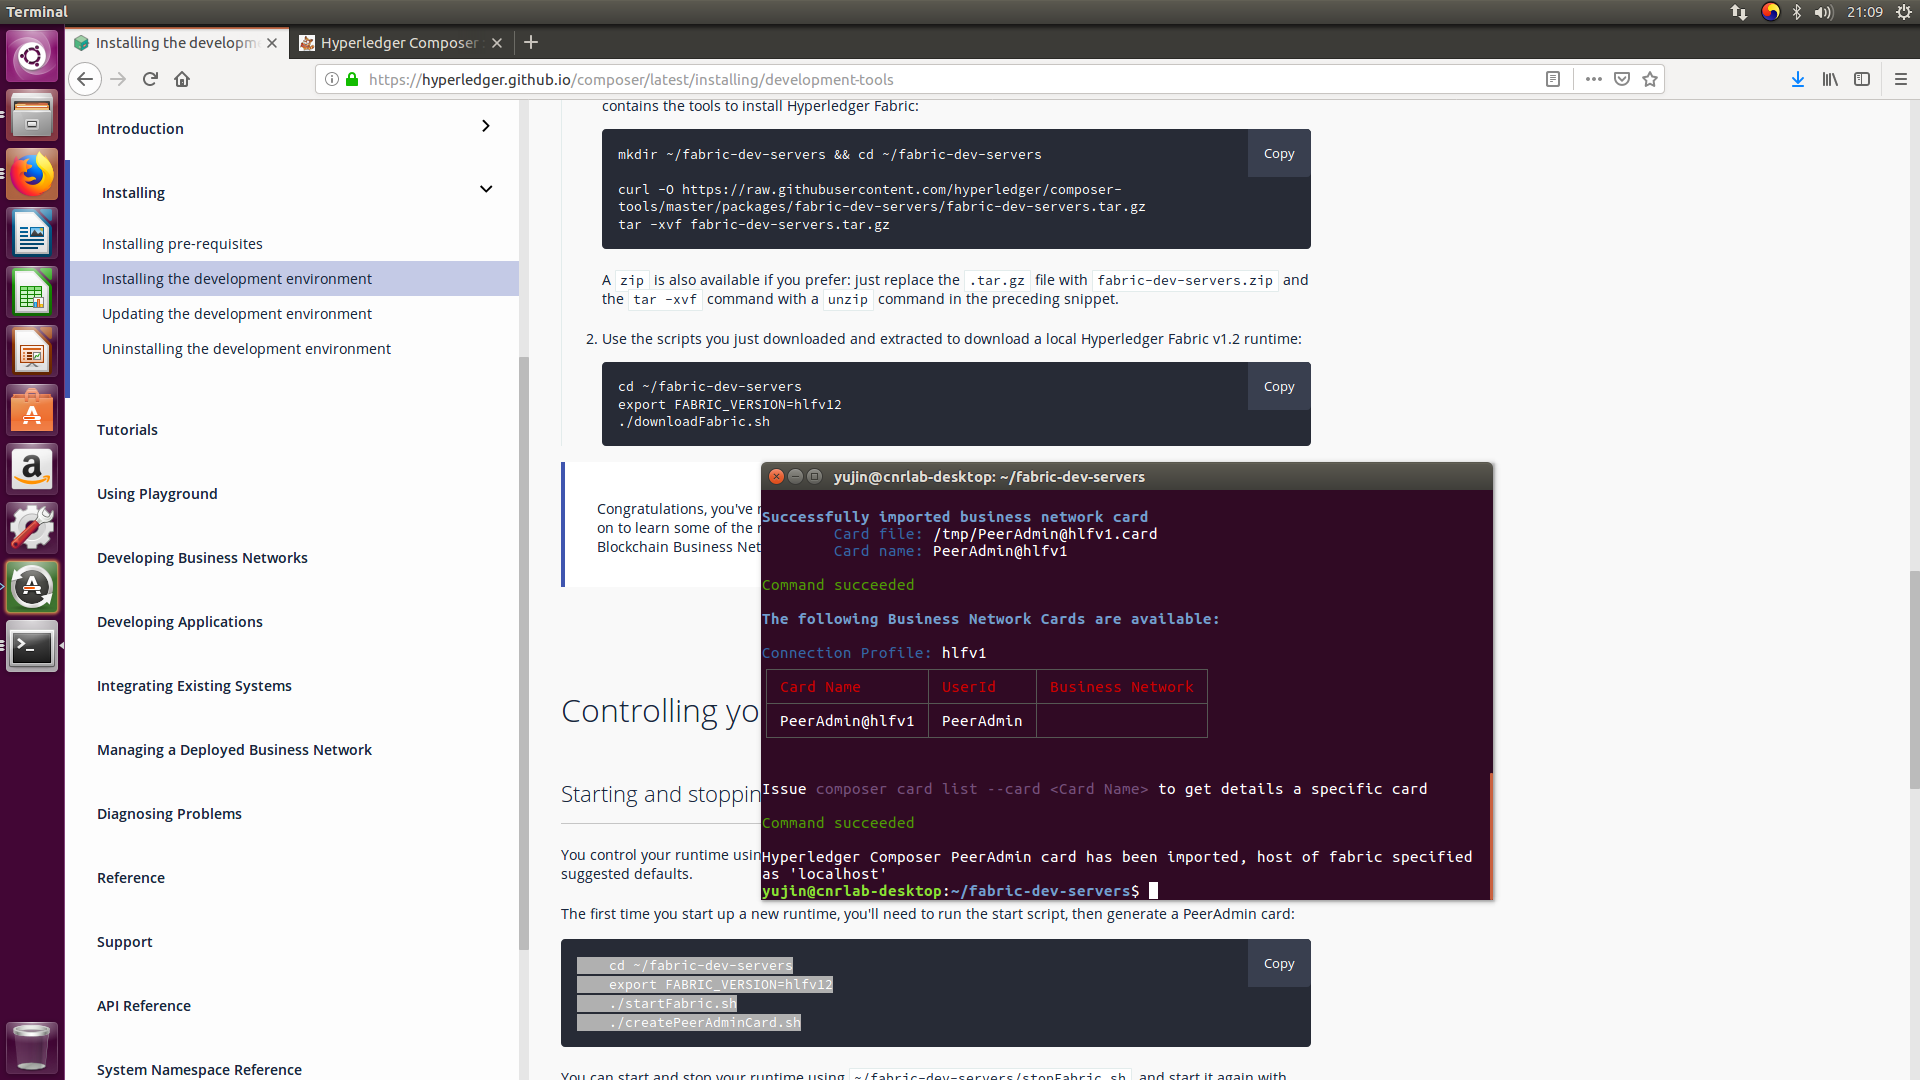 Terminal
21:09
Installing the developm
Hyperledger Composer
https://hyperledger.github.io/composer/latest/installing/development-tools
Introduction
Installing
Installing pre-requisites
Installing the development environment
Updating the development environment
Uninstalling the development environment
Tutorials
Using Playground
Developing Business Networks
Developing Applications
Integrating Existing Systems
Managing a Deployed Business Network
Diagnosing Problems
Reference
Support
API Reference
System Namespace Reference
contains the tools to install Hyperledger Fabric:
Copy
mkdir ~/fabric-dev-servers && cd ~/fabric-dev-servers
curl -O https://raw.githubusercontent.com/hyperledger/composer-
tools/master/packages/fabric-dev-servers/fabric-dev-servers.tar.gz
tar -xvf fabric-dev-servers.tar.gz
A zip is also available if you prefer: just replace the .tar.gz file with fabric-dev-servers.zip and
the tar -xvf command with a unzip command in the preceding snippet.
2. Use the scripts you just downloaded and extracted to download a local Hyperledger Fabric v1.2 runtime:
Copy
cd ~/fabric-dev-servers
export FABRIC_VERSION=hlfv12
./downloadFabric.sh
Congratulations, you've
on to learn some of the
Blockchain Business Net
Controlling yo
Starting and stoppin
You control your runtime usin
suggested defaults.
The first time you start up a new runtime, you'll need to run the start script, then generate a PeerAdmin card:
Copy
cd ~/fabric-dev-servers
export FABRIC_VERSION=hlfv12
./startFabric.sh
./createPeerAdminCard.sh
You can start and stop your runtime using ~/fabric-dev-servers/stopFabric.sh, and start it again with
yujin@cnrlab-desktop: ~/fabric-dev-servers
Successfully imported business network card
Card file: /tmp/PeerAdmin@hlfv1.card
Card name: PeerAdmin@hlfv1
Command succeeded
The following Business Network Cards are available:
Connection Profile: hlfv1
Card Name UserId Business Network
PeerAdmin@hlfv1 PeerAdmin
Issue composer card list --card <Card Name> to get details a specific card
Command succeeded
Hyperledger Composer PeerAdmin card has been imported, host of fabric specified
as 'localhost'
yujin@cnrlab-desktop:~/fabric-dev-servers$